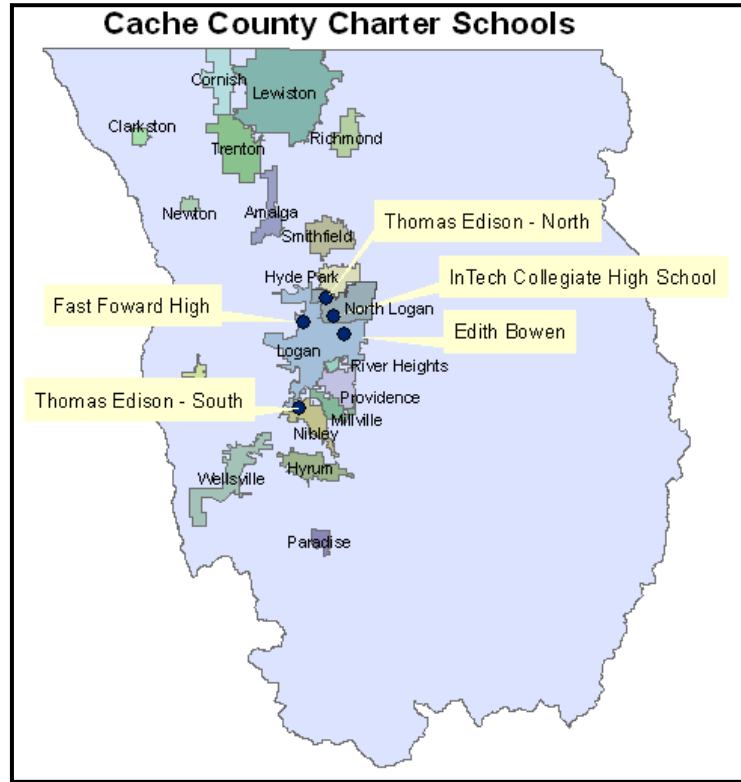 Cache County Charter Schools
Cornish
Lewiston
Clarkston
Trenton
Richmond
Newton
Amalga
Smithfield
Thomas Edison - North
Hyde Park
InTech Collegiate High School
Fast Foward High
North Logan
Edith Bowen
Logan
River Heights
Thomas Edison - South
Providence
Millville
Nibley
Hyrum
Wellsville
Paradise